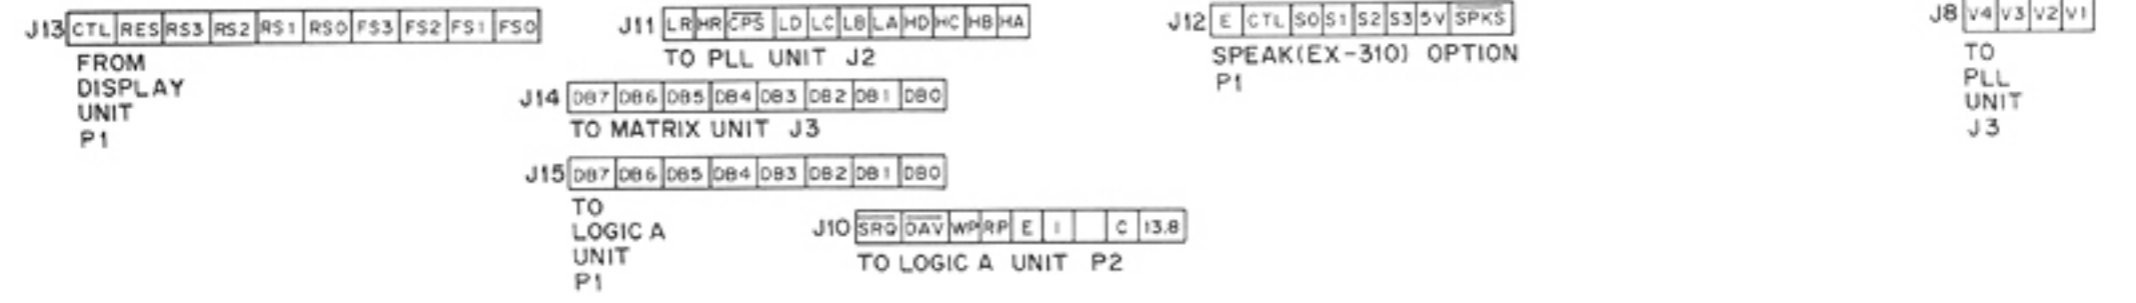 J13 CTL RES RS3 RS2 RS1 RS0 FS3 FS2 FS1 FS0
FROM
DISPLAY
UNIT
P1
J11 LR HR C̅P̅S̅ LD LC LB LA HD HC HB HA
TO PLL UNIT J2
J14 DB7 DB6 DB5 DB4 DB3 DB2 DB1 DB0
TO MATRIX UNIT J3
J15 DB7 DB6 DB5 DB4 DB3 DB2 DB1 DB0
TO
LOGIC A
UNIT
P1
J10 S̅R̅Q̅ D̅A̅V̅ WP RP E I C 13.8
TO LOGIC A UNIT P2
J12 E CTL S0 S1 S2 S3 5V S̅P̅K̅S̅
SPEAK(EX-310) OPTION
P1
J8 V4 V3 V2 V1
TO
PLL
UNIT
J3